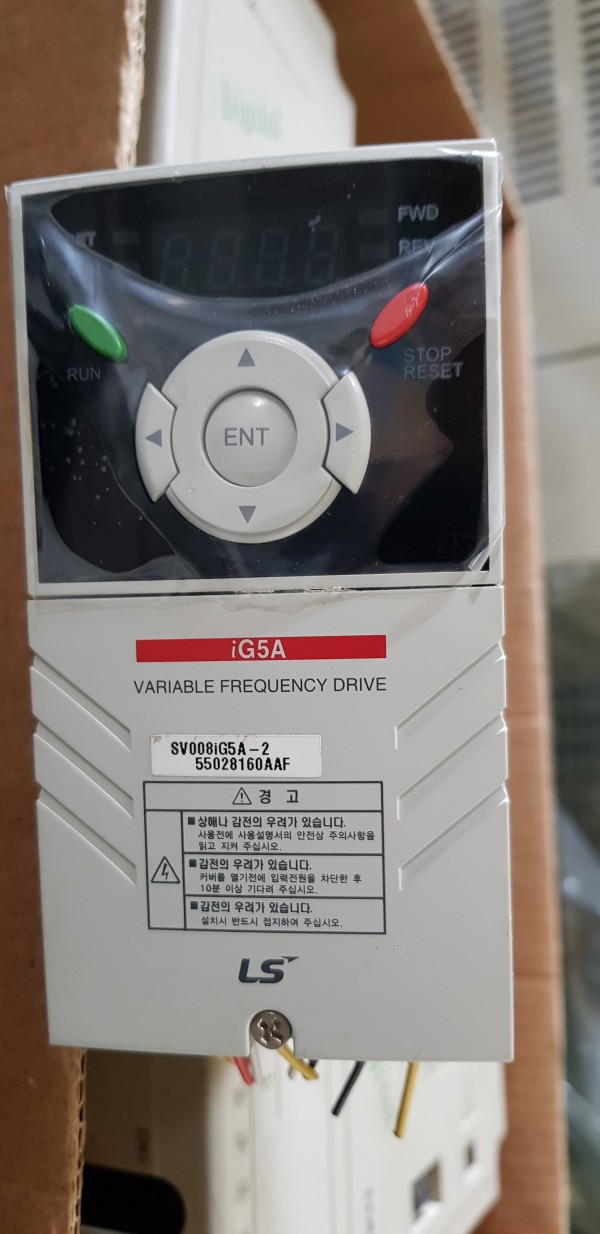 Digital
FWD
REV
RUN
STOP
RESET
ENT
iG5A
VARIABLE FREQUENCY DRIVE
SV008iG5A-2
55028160AAF
경 고
■상해나 감전의 우려가 있습니다.
사용전에 사용설명서의 안전상 주의사항을
읽고 지켜 주십시오.
■감전의 우려가 있습니다.
커버를 열기전에 입력전원을 차단한 후
10분 이상 기다려 주십시오.
■감전의 우려가 있습니다.
설치시 반드시 접지하여 주십시오.
LS